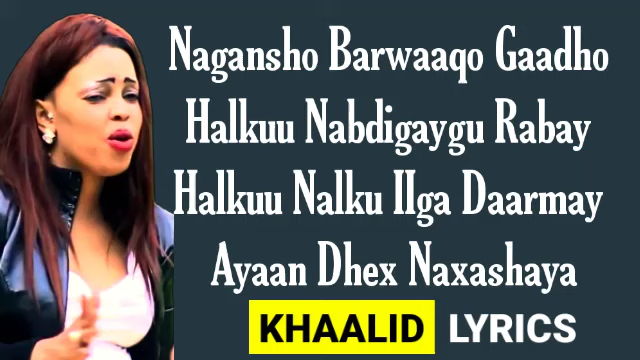 Nagansho Barwaaqo Gaadho
Halkuu Nabdigaygu Rabay
Halkuu Nalku IIga Daarmay
Ayaan Dhex Naxashaya
KHAALID LYRICS